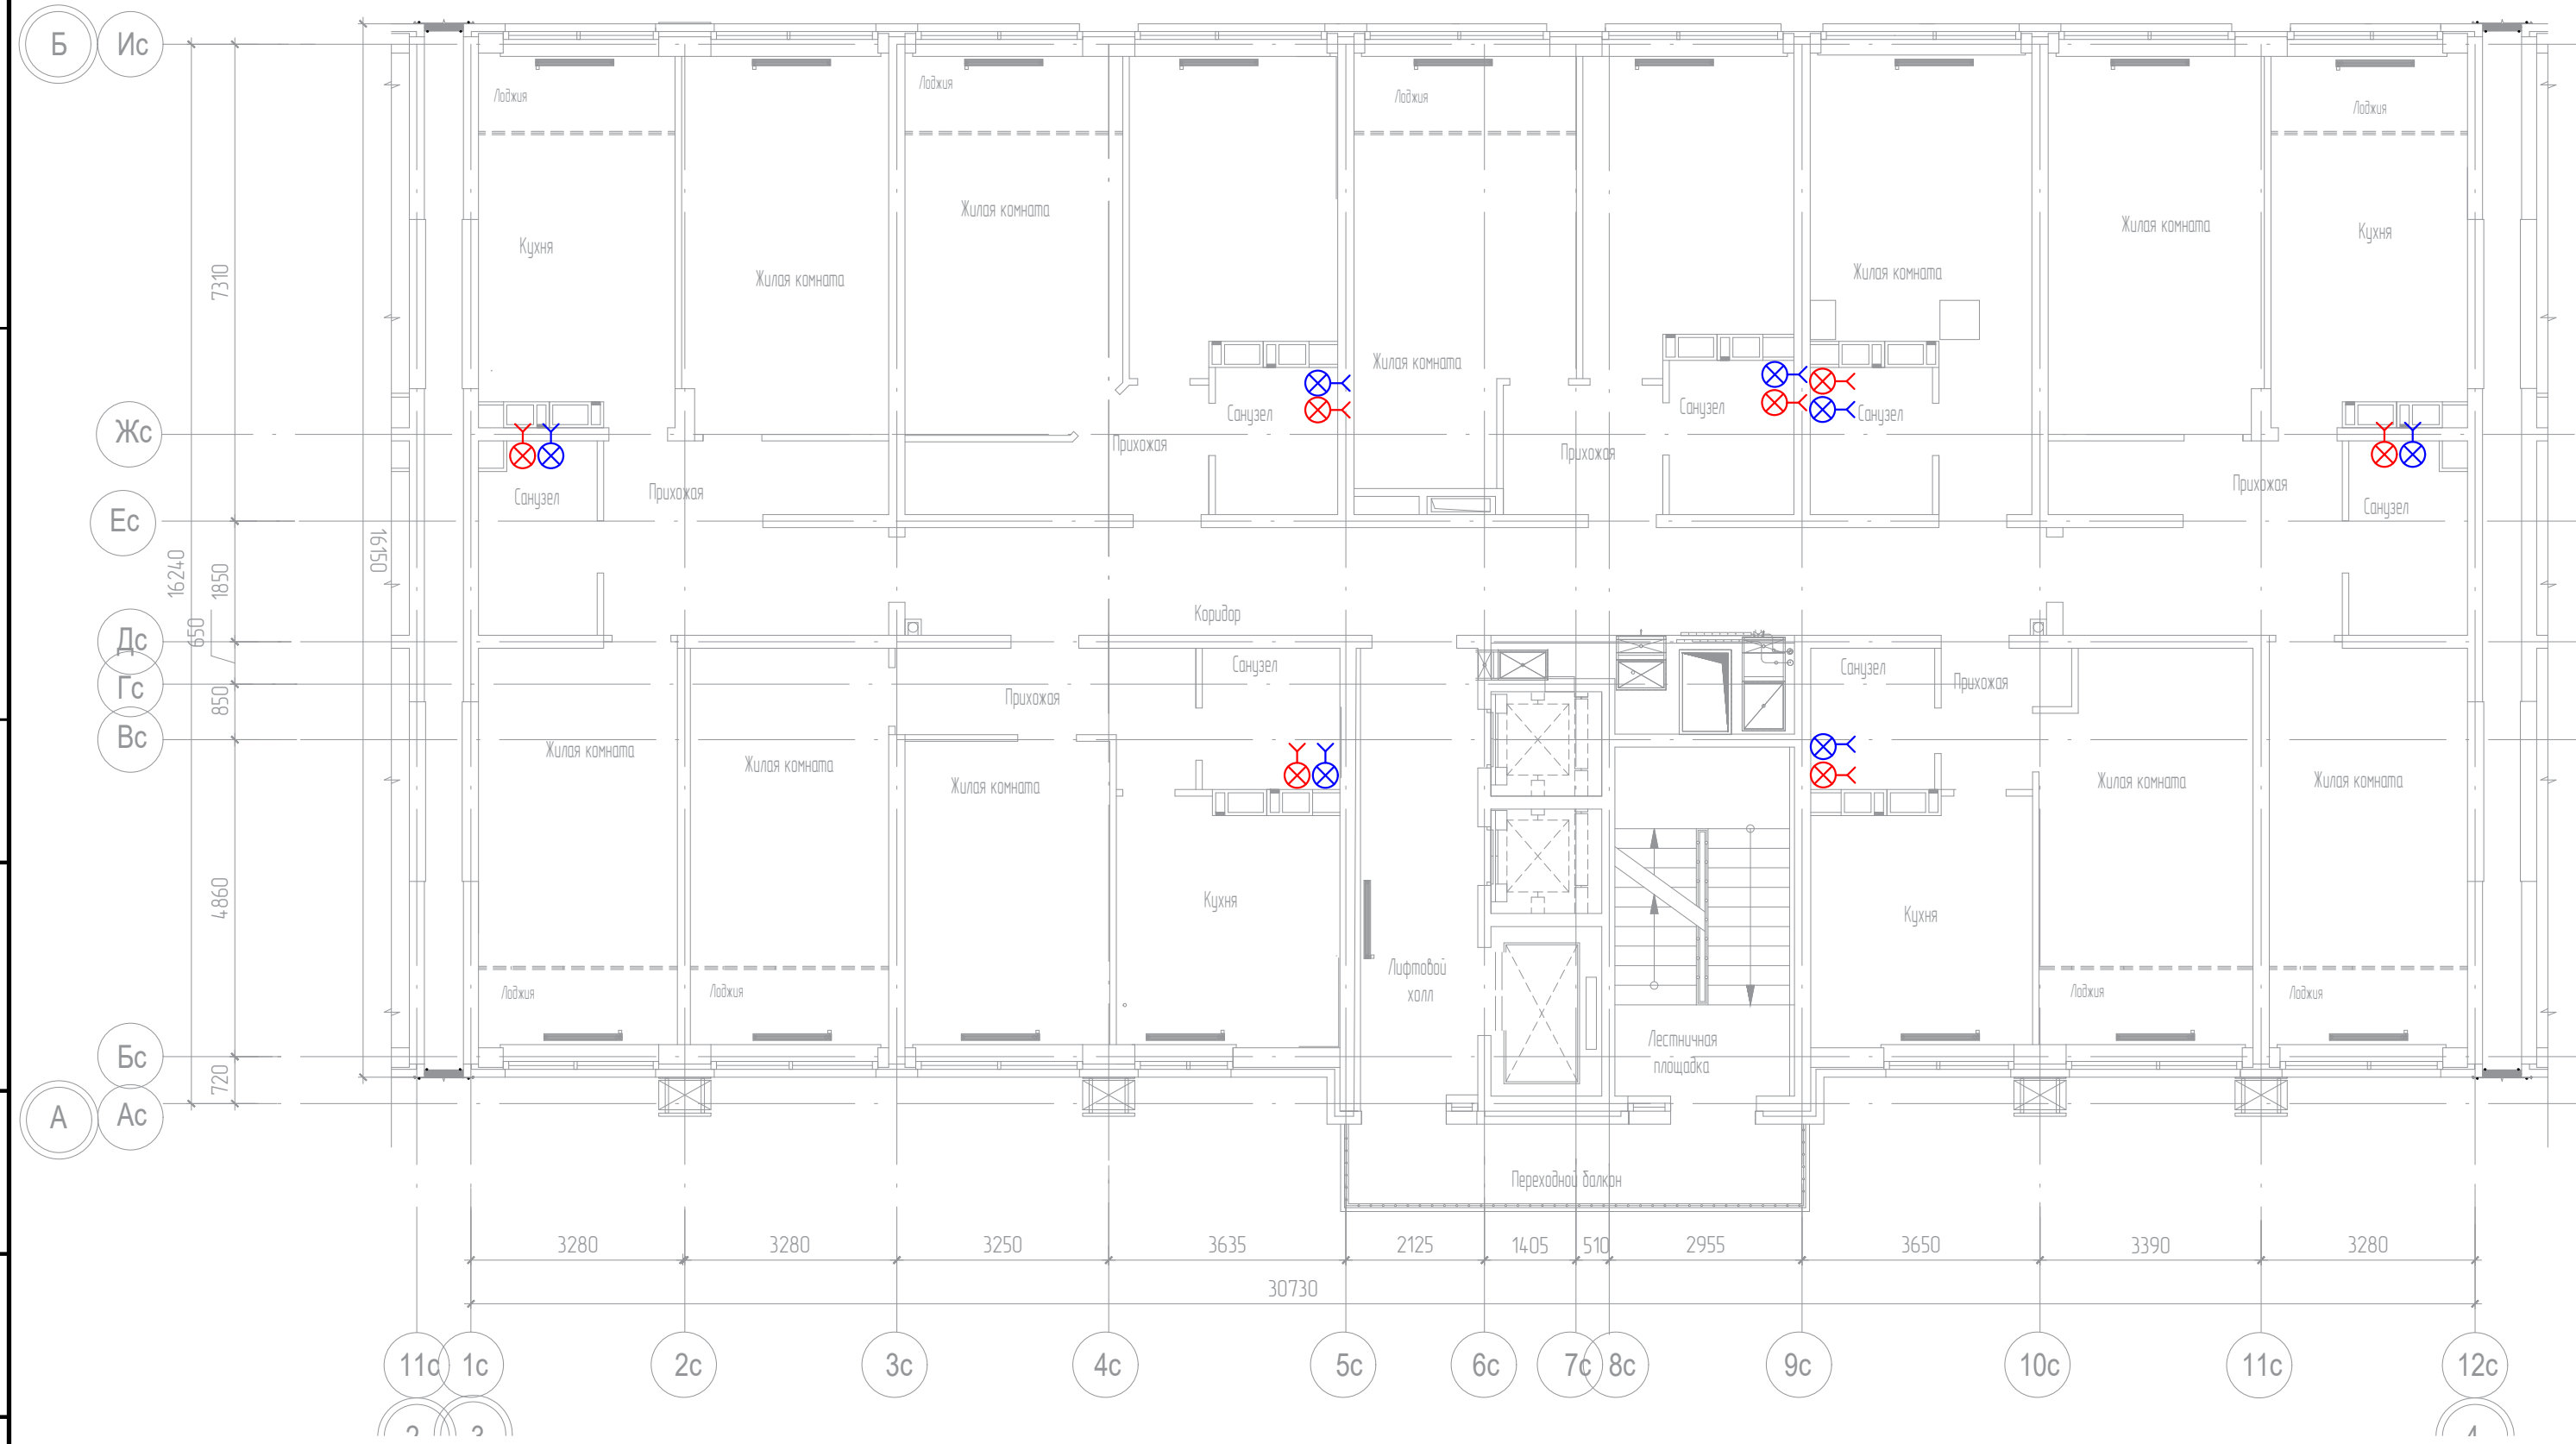 Б
Ис
Лоджия
Лоджия
Лоджия
Лоджия
Жилая комната
Жилая комната
Кухня
Кухня
Жилая комната
Жилая комната
7310
Жилая комната
Санузел
Санузел
Санузел
Жс
Прихожая
Прихожая
Прихожая
Прихожая
Санузел
Санузел
Ес
16150
16240
1850
Коридор
650
Дс
Санузел
Санузел
Гс
Прихожая
Прихожая
850
Вс
Жилая комната
Жилая комната
Жилая комната
Жилая комната
Жилая комната
4860
Кухня
Кухня
Лифтовой
холл
Лоджия
Лоджия
Лоджия
Лоджия
Лестничная
площадка
Бс
720
А
Ас
Переходной балкон
3280
3280
3250
3635
2125
1405
510
2955
3650
3390
3280
30730
11с
1с
2с
3с
4с
5с
6с
7с
8с
9с
10с
11с
12с